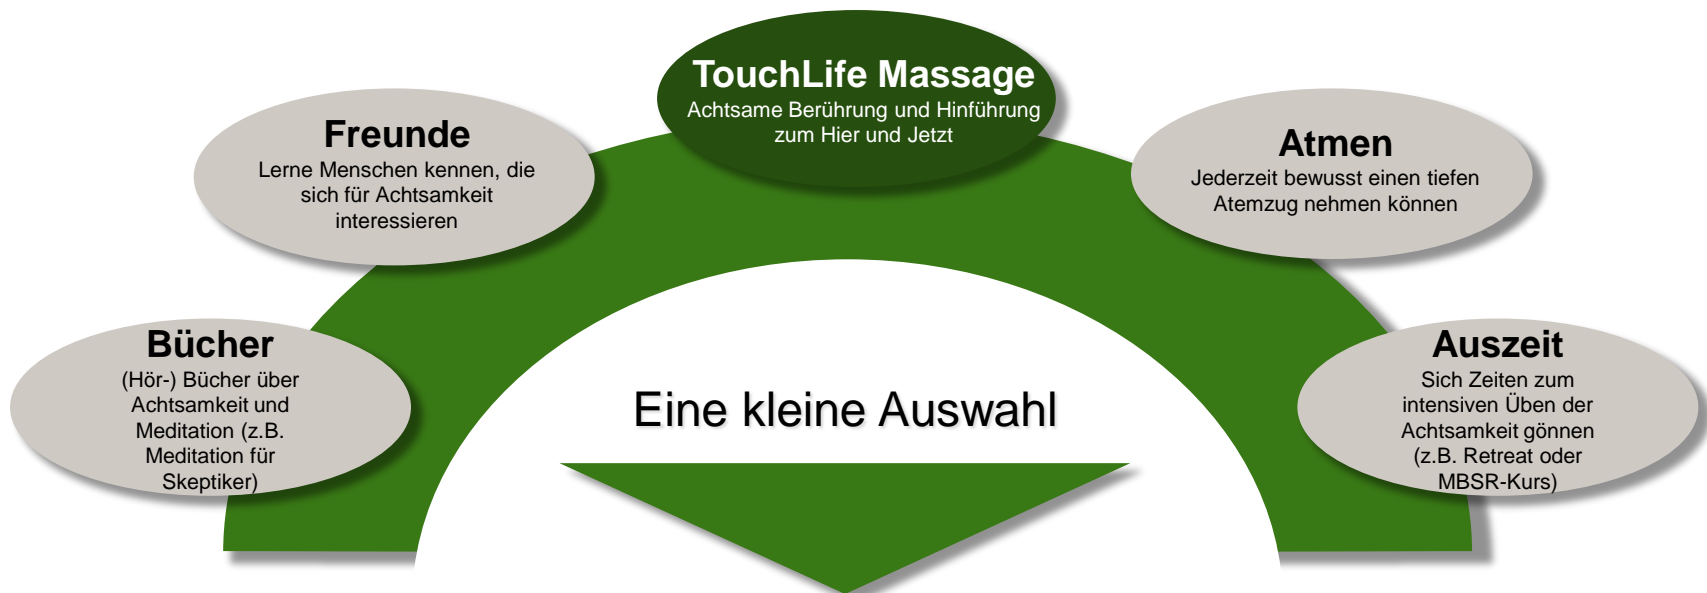 TouchLife Massage
Achtsame Berührung und Hinführung
zum Hier und Jetzt
Freunde
Lerne Menschen kennen, die
sich für Achtsamkeit
interessieren
Atmen
Jederzeit bewusst einen tiefen
Atemzug nehmen können
Bücher
(Hör-) Bücher über
Achtsamkeit und
Meditation (z.B.
Meditation für
Skeptiker)
Eine kleine Auswahl
Auszeit
Sich Zeiten zum
intensiven Üben der
Achtsamkeit gönnen
(z.B. Retreat oder
MBSR-Kurs)